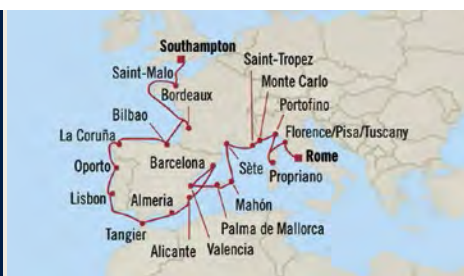 Southampton
Saint-Tropez
Saint-Malo
Monte Carlo
Bordeaux
Portofino
Bilbao
Florence/Pisa/Tuscany
La Coruña
Barcelona
Rome
Oporto
Sète
Propriano
Lisbon
Almeria
Mahón
Tangier
Palma de Mallorca
Alicante
Valencia